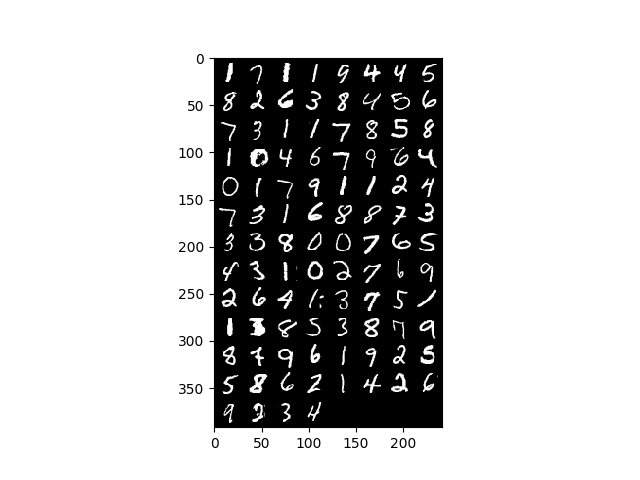 0
1 7 1 1 9 4 4 5
50
8 2 6 3 8 4 5 6
7 3 1 1 7 8 5 8
100
1 0 4 6 7 9 6 4
0 1 7 9 1 1 2 4
150
7 3 1 6 8 8 7 3
200
3 3 8 0 0 7 6 5
4 3 1 0 2 7 6 9
250
2 6 4 1 3 7 5 1
1 3 8 5 3 8 7 9
300
8 7 9 6 1 9 2 5
350
5 8 6 2 1 4 2 6
9 2 3 4
0 50 100 150 200